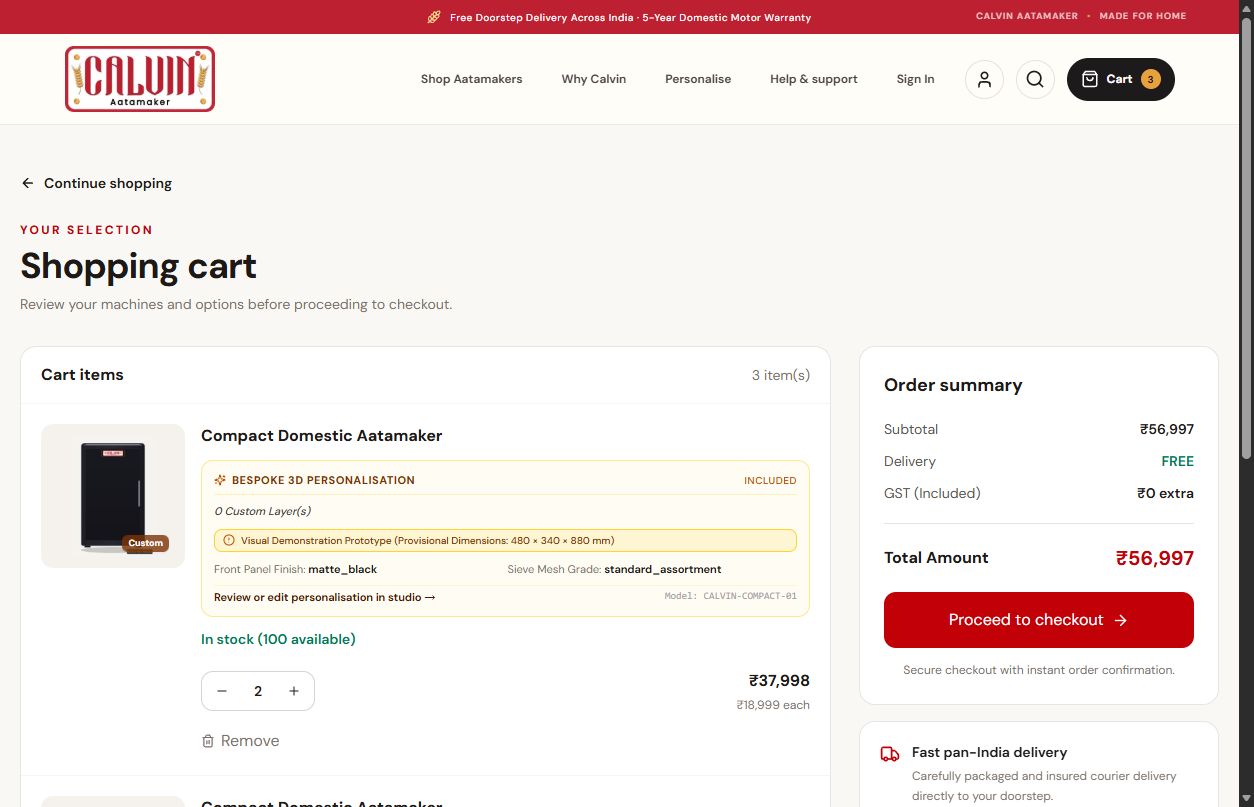 Free Doorstep Delivery Across India · 5-Year Domestic Motor Warranty
CALVIN AATAMAKER • MADE FOR HOME
CALVIN
Aatamaker
Shop Aatamakers
Why Calvin
Personalise
Help & support
Sign In
Cart 3
← Continue shopping
YOUR SELECTION
Shopping cart
Review your machines and options before proceeding to checkout.
Cart items
3 item(s)
Custom
Compact Domestic Aatamaker
BESPOKE 3D PERSONALISATION
INCLUDED
0 Custom Layer(s)
Visual Demonstration Prototype (Provisional Dimensions: 480 × 340 × 880 mm)
Front Panel Finish: matte_black
Sieve Mesh Grade: standard_assortment
Review or edit personalisation in studio →
Model: CALVIN-COMPACT-01
In stock (100 available)
− 2 +
₹37,998
₹18,999 each
Remove
Compact Domestic Aatamaker
Order summary
Subtotal ₹56,997
Delivery FREE
GST (Included) ₹0 extra
Total Amount ₹56,997
Proceed to checkout →
Secure checkout with instant order confirmation.
Fast pan-India delivery
Carefully packaged and insured courier delivery
directly to your doorstep.